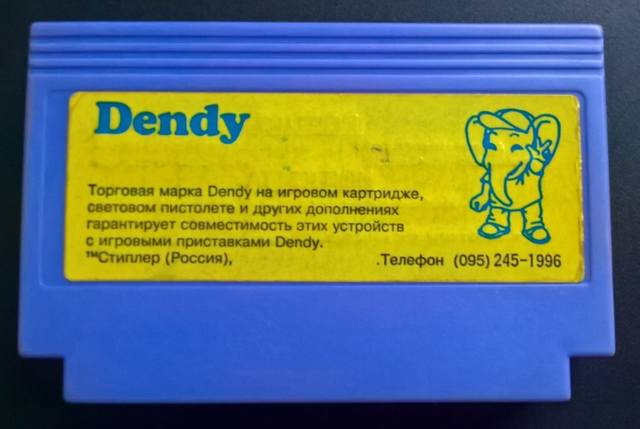 Dendy
Торговая марка Dendy на игровом картридже,
световом пистолете и других дополнениях
гарантирует совместимость этих устройств
с игровыми приставками Dendy.
™Стиплер (Россия), .Телефон (095) 245-1996